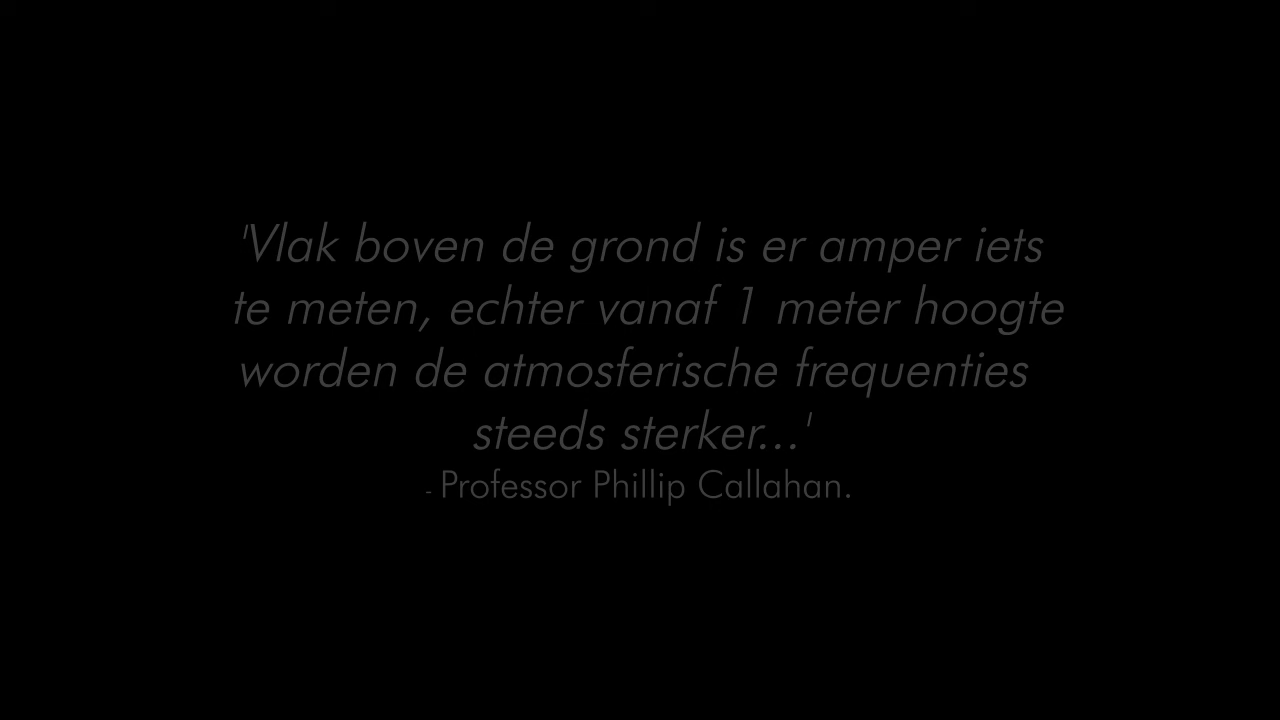 'Vlak boven de grond is er amper iets
te meten, echter vanaf 1 meter hoogte
worden de atmosferische frequenties
steeds sterker...'
- Professor Phillip Callahan.